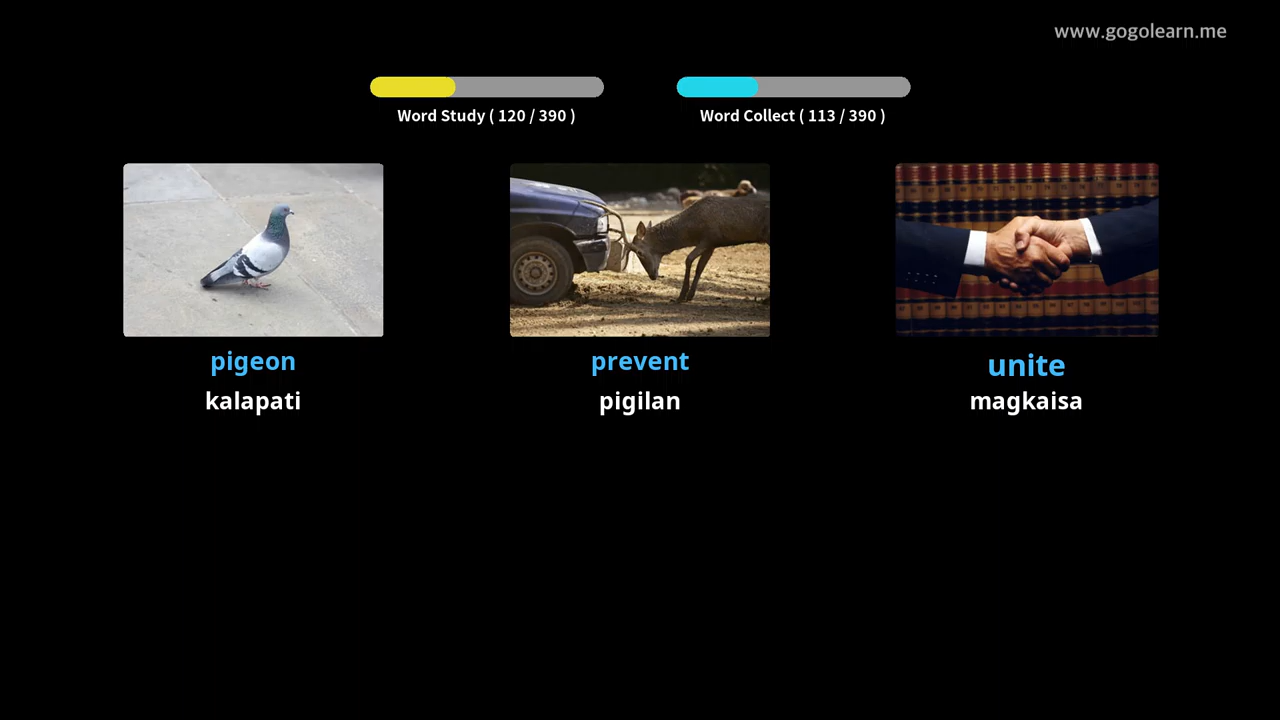 www.gogolearn.me
Word Study ( 120 / 390 )
Word Collect ( 113 / 390 )
pigeon
kalapati
prevent
pigilan
unite
magkaisa